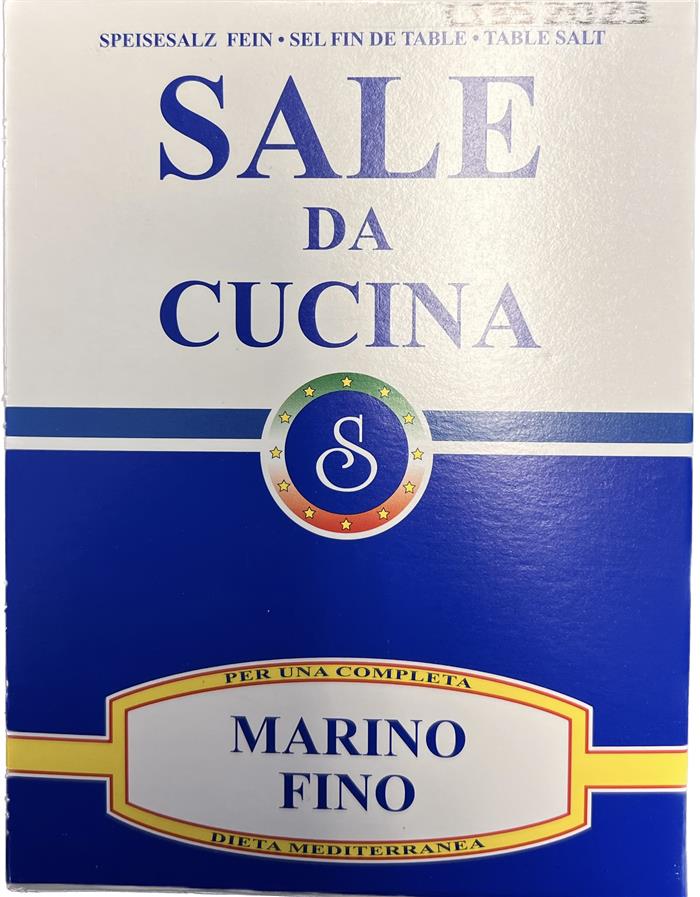 SPEISESALZ FEIN • SEL FIN DE TABLE • TABLE SALT
SALE
DA
CUCINA
S
PER UNA COMPLETA
MARINO
FINO
DIETA MEDITERRANEA